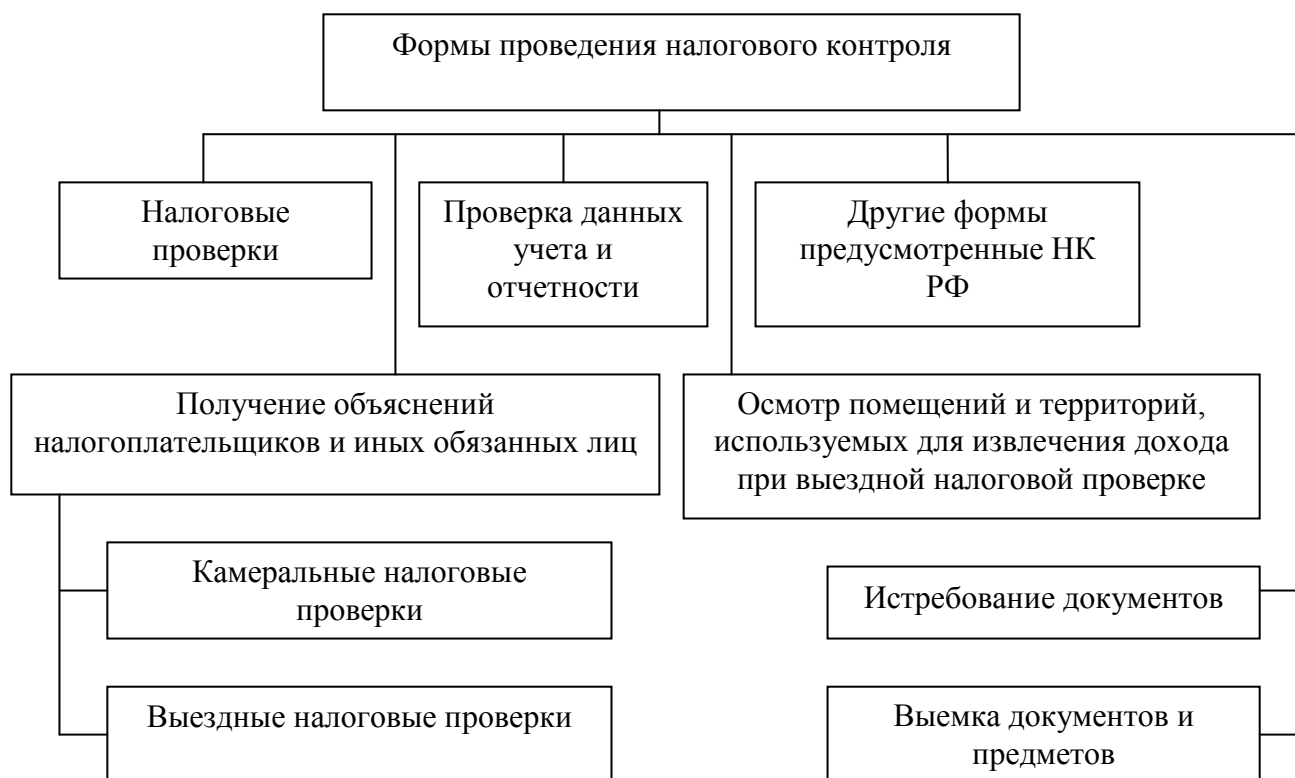 Формы проведения налогового контроля
Налоговые
проверки
Проверка данных
учета и
отчетности
Другие формы
предусмотренные НК
РФ
Получение объяснений
налогоплательщиков и иных обязанных лиц
Осмотр помещений и территорий,
используемых для извлечения дохода
при выездной налоговой проверке
Камеральные налоговые
проверки
Истребование документов
Выездные налоговые проверки
Выемка документов и
предметов